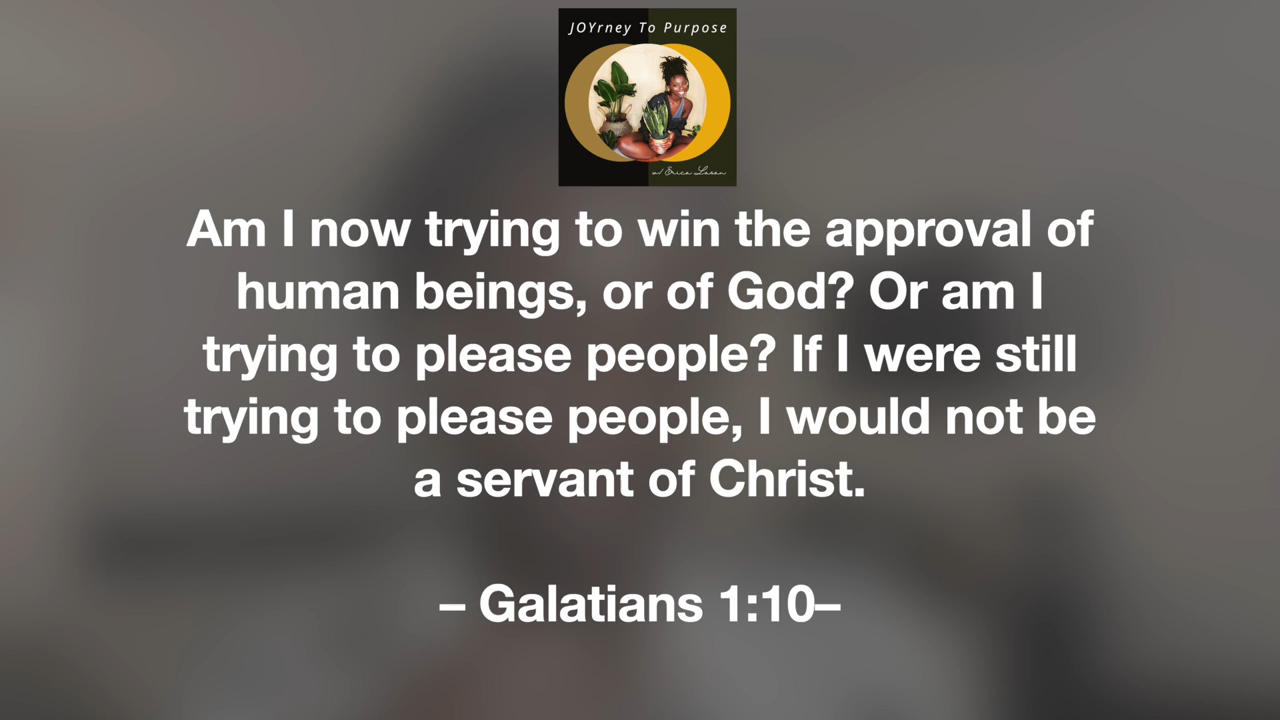 JOYrney To Purpose
w/ Erica Lasan
Am I now trying to win the approval of
human beings, or of God? Or am I
trying to please people? If I were still
trying to please people, I would not be
a servant of Christ.
– Galatians 1:10–